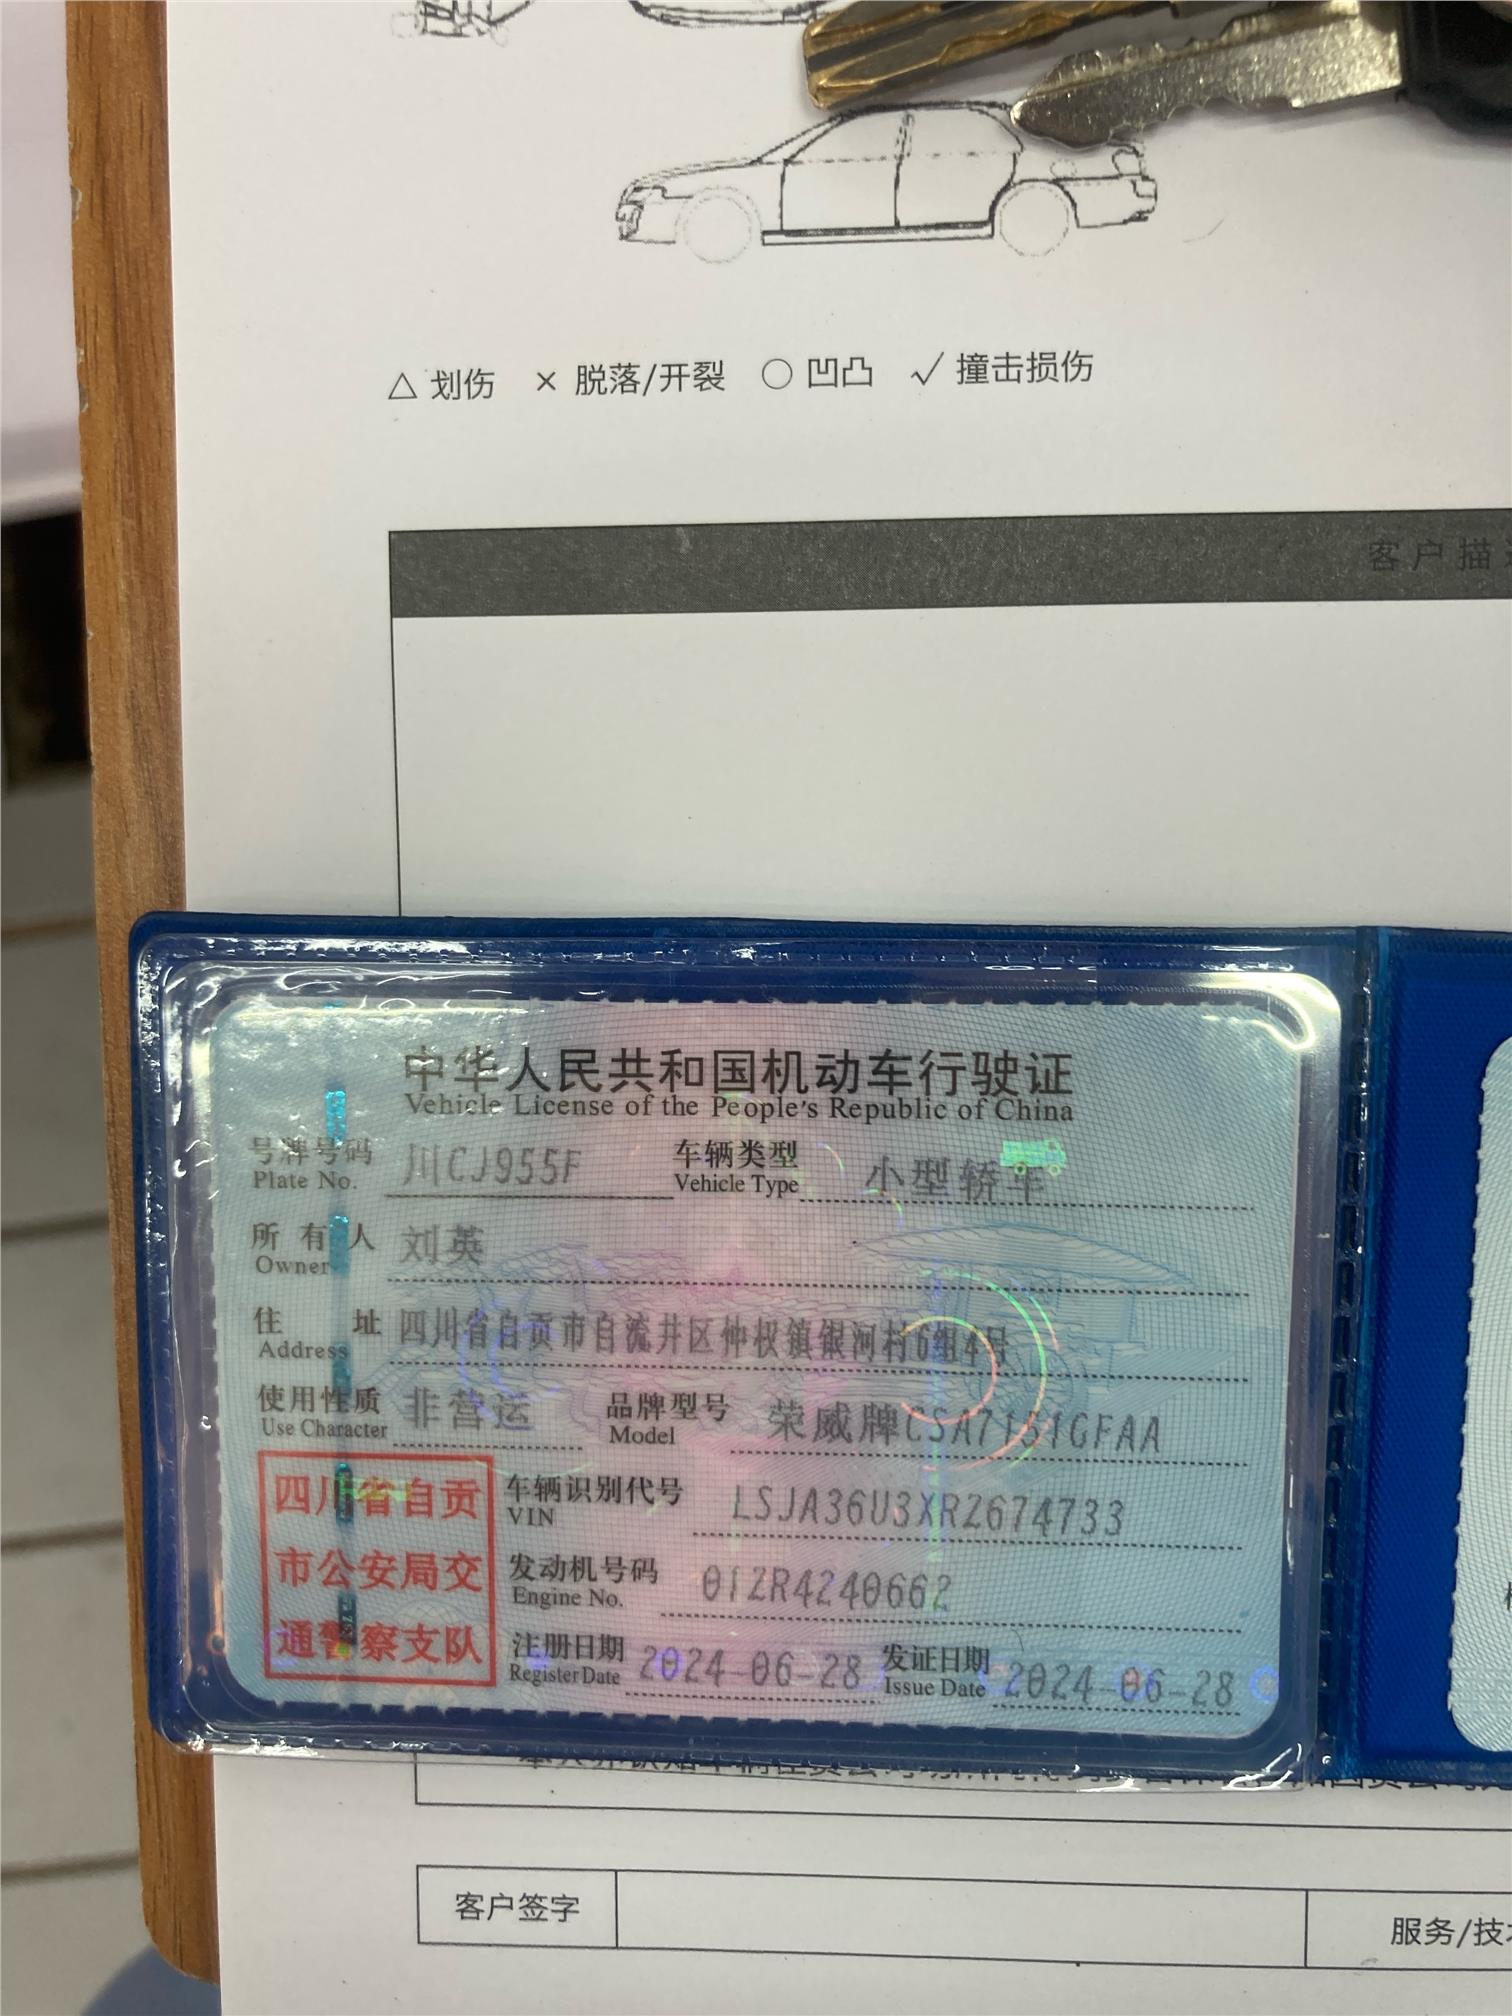 △ 划伤 × 脱落/开裂 ○ 凹凸 √ 撞击损伤
客户描
中华人民共和国机动车行驶证
Vehicle License of the People's Republic of China
号牌号码 川CJ955F 车辆类型 小型轿车
Plate No. Vehicle Type
所有人 刘英
Owner
住址 四川省自贡市自流井区仲权镇银河村6组4号
Address
使用性质 非营运 品牌型号 荣威牌CSA7151GFAA
Use Character Model
四川省自贡
市公安局交
通警察支队
车辆识别代号 LSJA36U3XRZ674733
VIN
发动机号码 01ZR4240662
Engine No.
注册日期 2024-06-28 发证日期 2024-06-28
Register Date Issue Date
客户签字 服务/技